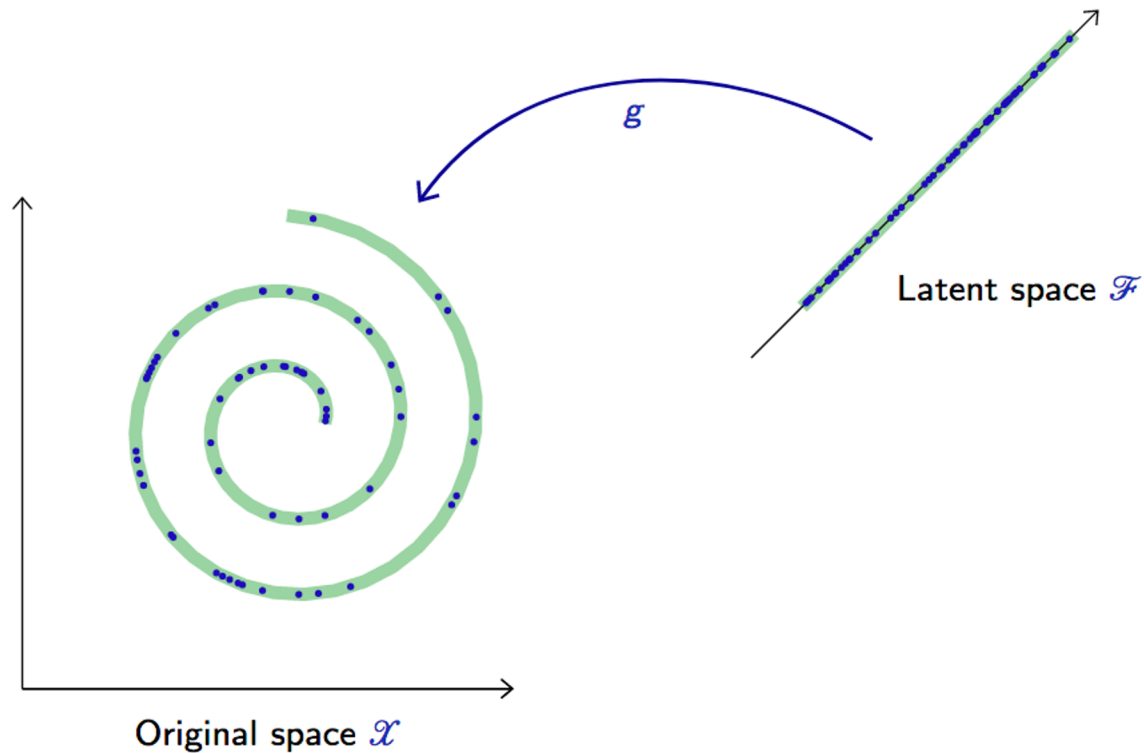 g
Latent space ℱ
Original space 𝒳